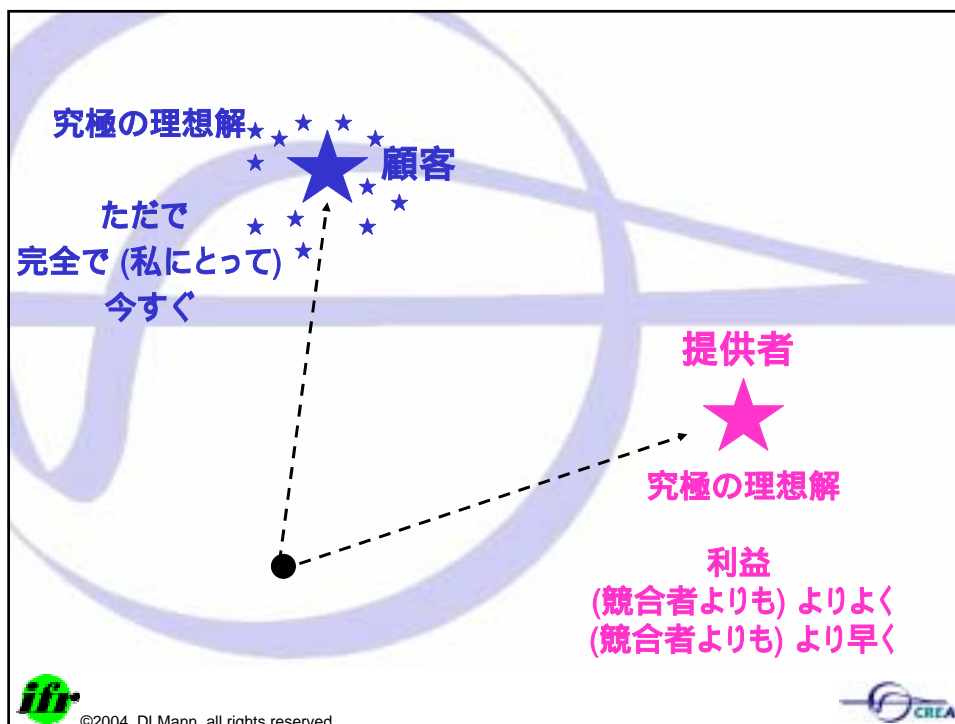 究極の理想解
顧客
ただで
完全で (私にとって)
今すぐ
提供者
究極の理想解
利益
(競合者よりも) よりよく
(競合者よりも) より早く
ifr
©2004, DLMann, all rights reserved
CREA